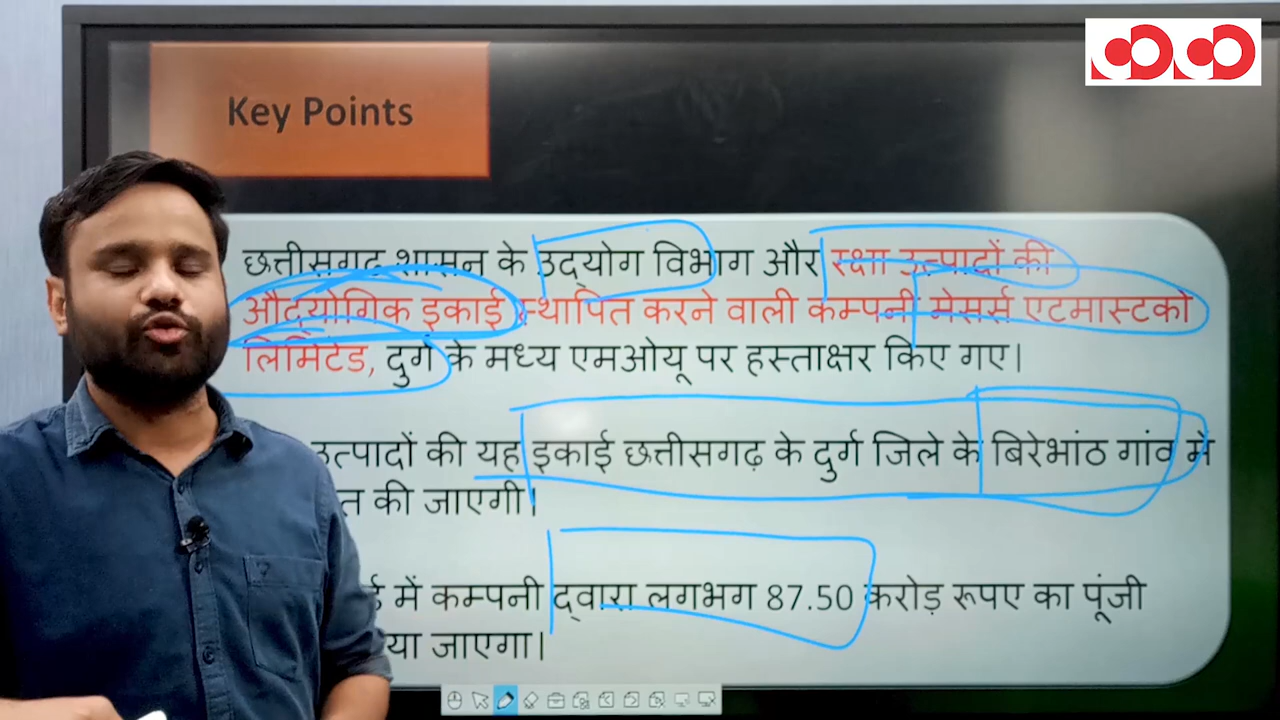 Key Points
छत्तीसगढ़ शासन के उद्योग विभाग और रक्षा उत्पादों की
औद्योगिक इकाई स्थापित करने वाली कम्पनी मेसर्स एटमास्टको
लिमिटेड, दुर्ग के मध्य एमओयू पर हस्ताक्षर किए गए।
उत्पादों की यह इकाई छत्तीसगढ़ के दुर्ग जिले के बिरेभांठ गांव में
की जाएगी।
में कम्पनी द्वारा लगभग 87.50 करोड़ रूपए का पूंजी
जाएगा।